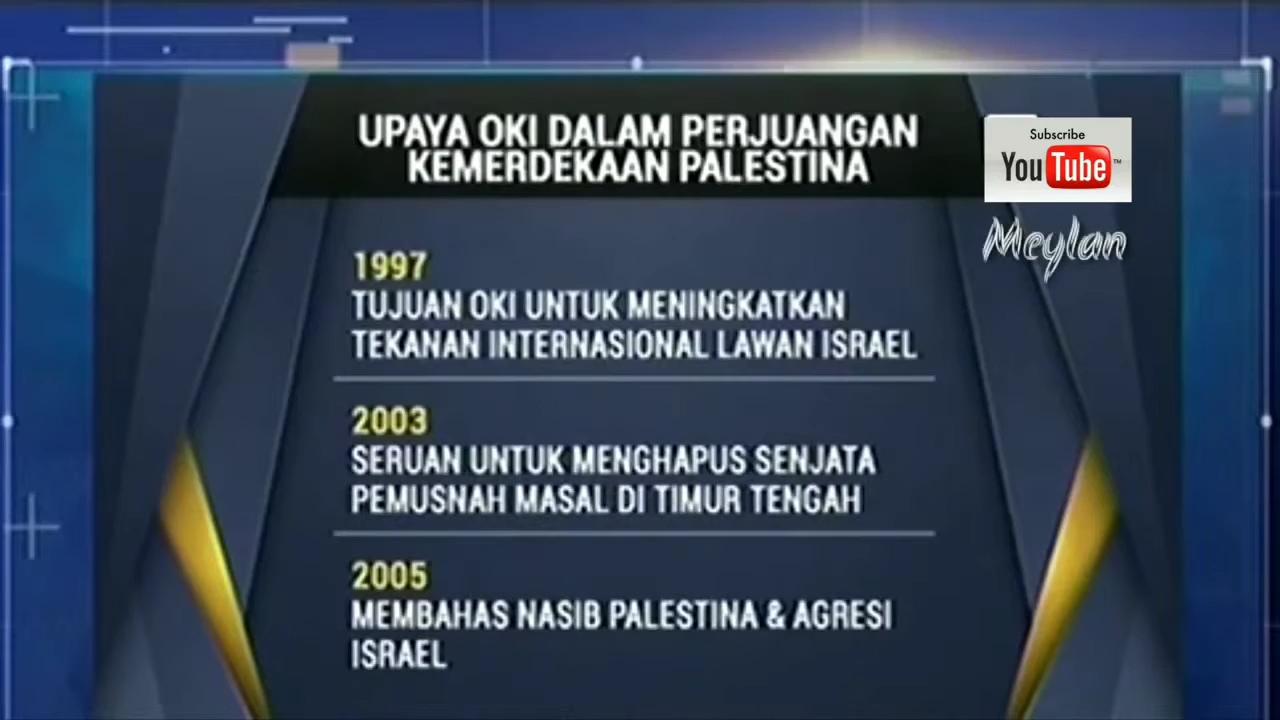 UPAYA OKI DALAM PERJUANGAN
KEMERDEKAAN PALESTINA
Subscribe
YouTube™
Meylan
1997
TUJUAN OKI UNTUK MENINGKATKAN
TEKANAN INTERNASIONAL LAWAN ISRAEL
2003
SERUAN UNTUK MENGHAPUS SENJATA
PEMUSNAH MASAL DI TIMUR TENGAH
2005
MEMBAHAS NASIB PALESTINA & AGRESI
ISRAEL